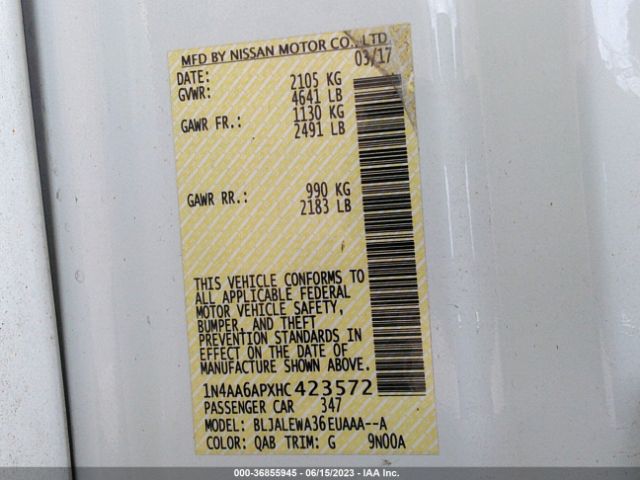 MFD BY NISSAN MOTOR CO., LTD
DATE: 03/17
GVWR: 2105 KG
4641 LB
GAWR FR.: 1130 KG
2491 LB
GAWR RR.: 990 KG
2183 LB
THIS VEHICLE CONFORMS TO
ALL APPLICABLE FEDERAL
MOTOR VEHICLE SAFETY,
BUMPER, AND THEFT
PREVENTION STANDARDS IN
EFFECT ON THE DATE OF
MANUFACTURE SHOWN ABOVE.
1N4AA6APXHC423572
PASSENGER CAR 347
MODEL: BLJALEWA36EUAAA--A
COLOR: QAB TRIM: G 9N00A
000-36855945 - 06/15/2023 - IAA Inc.